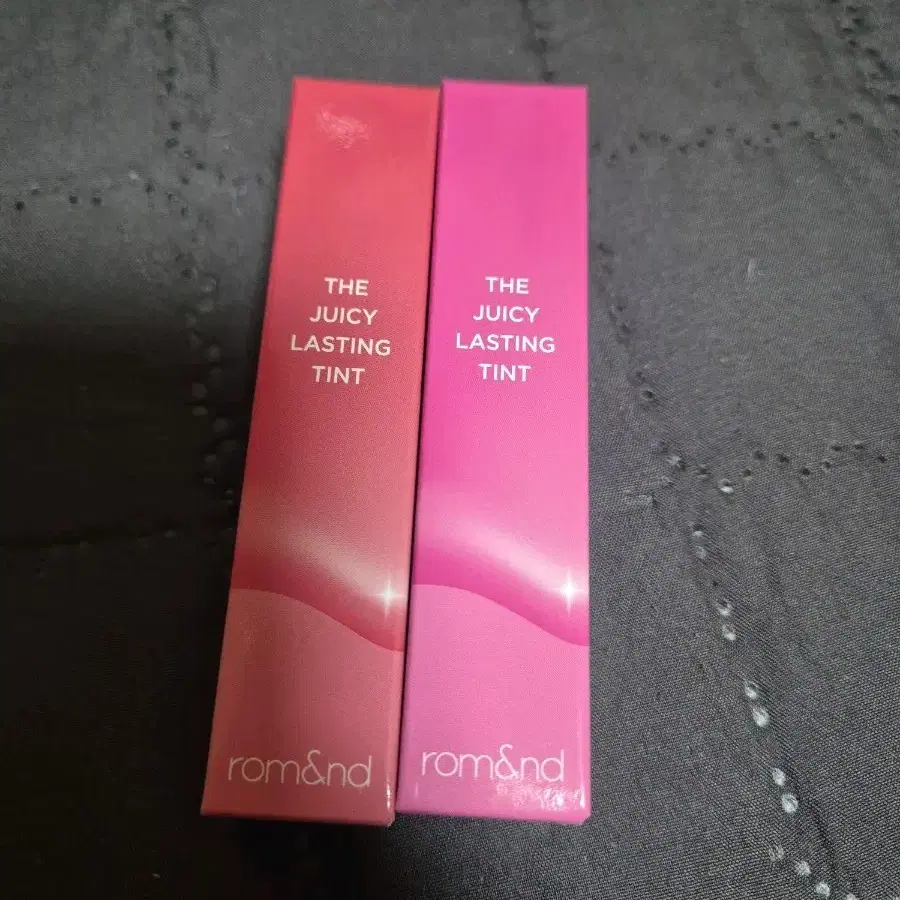 THE
JUICY
LASTING
TINT
rom&nd
THE
JUICY
LASTING
TINT
rom&nd